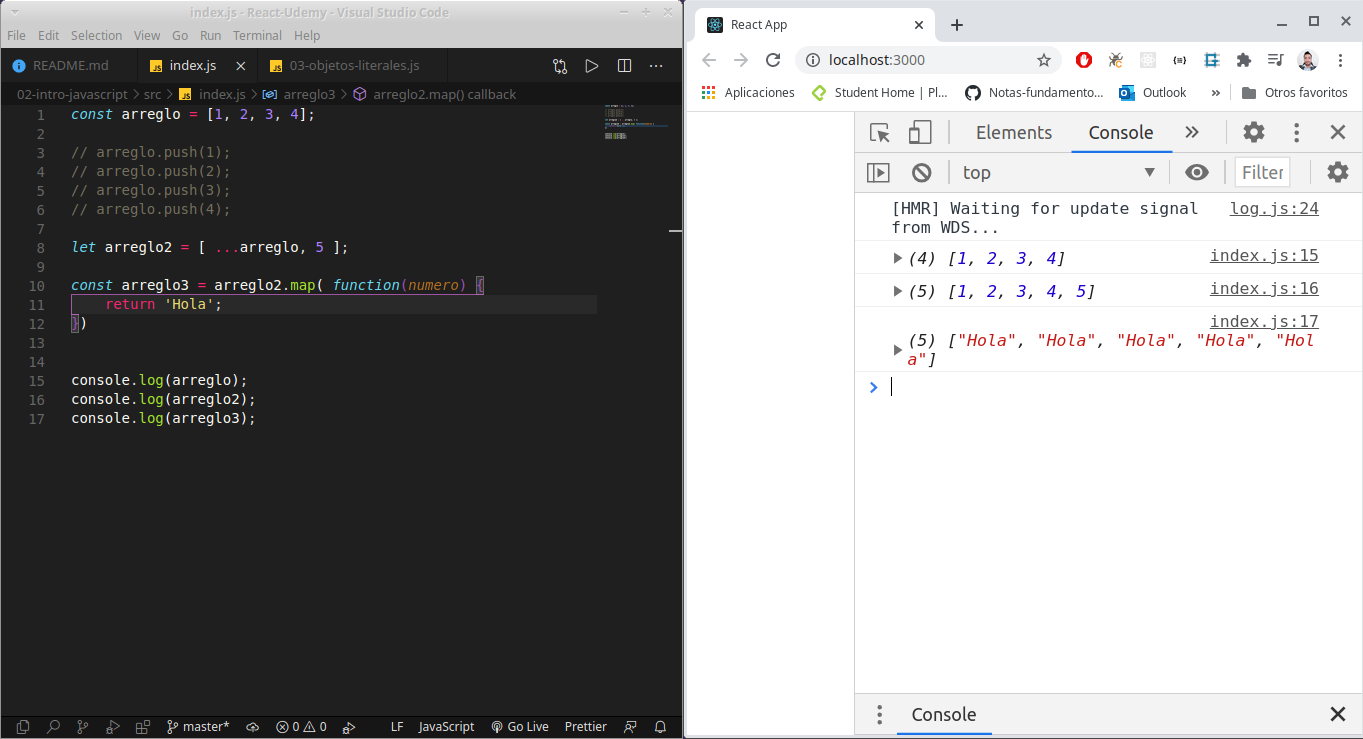 index.js - React-Udemy - Visual Studio Code
File Edit Selection View Go Run Terminal Help
README.md index.js 03-objetos-literales.js
02-intro-javascript > src > index.js > arreglo3 > arreglo2.map() callback
1 const arreglo = [1, 2, 3, 4];
2
3 // arreglo.push(1);
4 // arreglo.push(2);
5 // arreglo.push(3);
6 // arreglo.push(4);
7
8 let arreglo2 = [ ...arreglo, 5 ];
9
10 const arreglo3 = arreglo2.map( function(numero) {
11 return 'Hola';
12 })
13
14
15 console.log(arreglo);
16 console.log(arreglo2);
17 console.log(arreglo3);
master* 0 0 LF JavaScript Go Live Prettier
React App
localhost:3000
Aplicaciones Student Home | Pl... Notas-fundamento... Outlook » Otros favoritos
Elements Console
top Filter
[HMR] Waiting for update signal log.js:24
from WDS...
(4) [1, 2, 3, 4] index.js:15
(5) [1, 2, 3, 4, 5] index.js:16
index.js:17
(5) ["Hola", "Hola", "Hola", "Hola", "Hol
a"]
Console